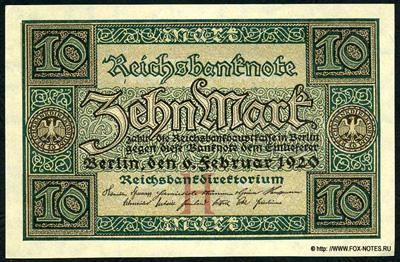 10 10
Reichsbanknote
Zehn Mark
zahlt die Reichsbankhauptkasse in Berlin
gegen diese Banknote dem Einlieferer
Berlin, den 6. Februar 1920
Reichsbankdirektorium
10 10
© http://www.FOX-NOTES.RU